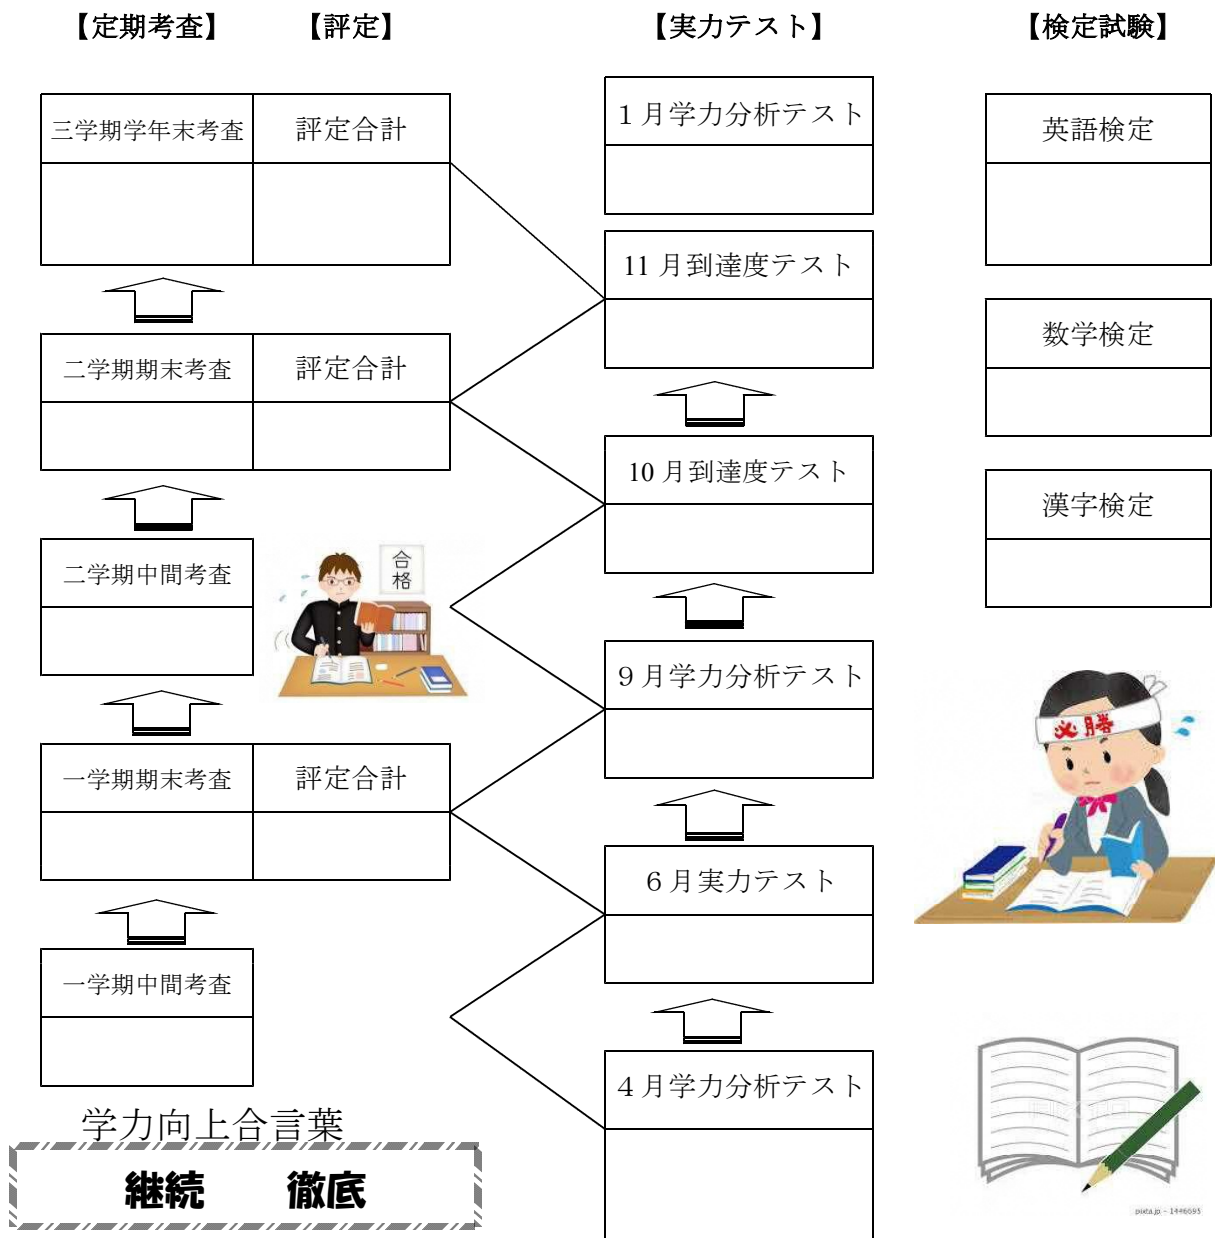 【定期考査】 【評定】 【実力テスト】 【検定試験】
三学期学年末考査 評定合計
二学期期末考査 評定合計
二学期中間考査
合格
一学期期末考査 評定合計
一学期中間考査
学力向上合言葉
継続 徹底
1月学力分析テスト
11月到達度テスト
10月到達度テスト
9月学力分析テスト
6月実力テスト
4月学力分析テスト
英語検定
数学検定
漢字検定
必勝
pixta.jp - 1446695